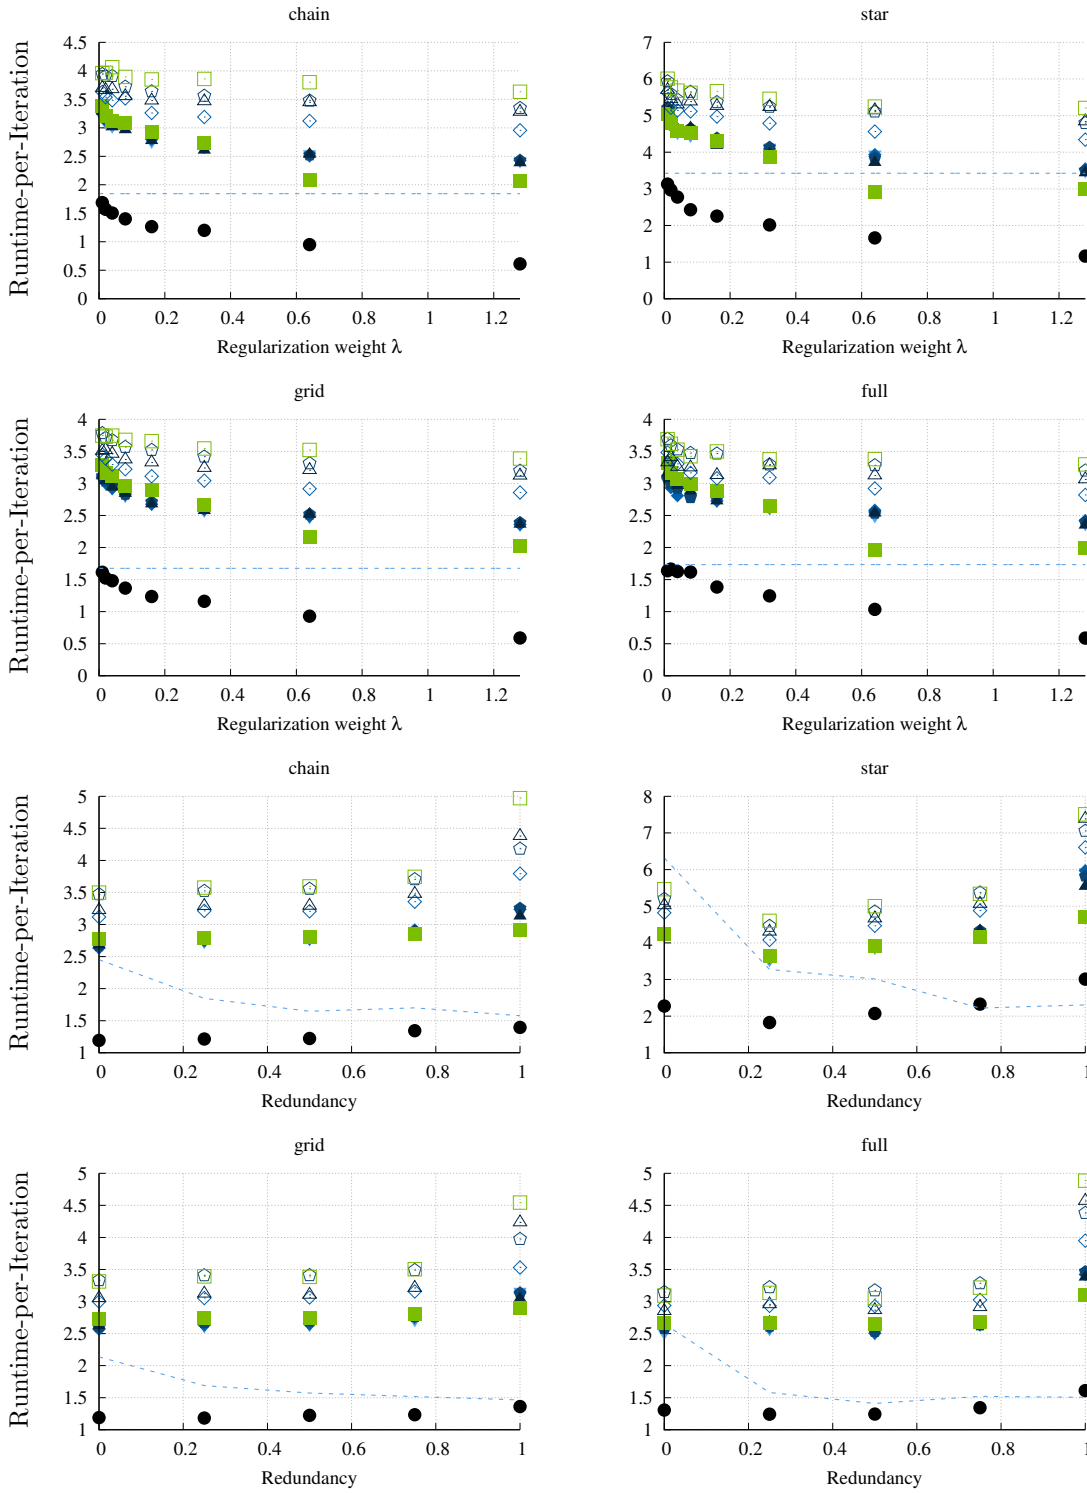 chain
star
Runtime-per-Iteration
4.5
4
3.5
3
2.5
2
1.5
1
0.5
0
0 0.2 0.4 0.6 0.8 1 1.2
Regularization weight λ
7
6
5
4
3
2
1
0
0 0.2 0.4 0.6 0.8 1 1.2
Regularization weight λ
grid
full
Runtime-per-Iteration
4
3.5
3
2.5
2
1.5
1
0.5
0
0 0.2 0.4 0.6 0.8 1 1.2
Regularization weight λ
4
3.5
3
2.5
2
1.5
1
0.5
0
0 0.2 0.4 0.6 0.8 1 1.2
Regularization weight λ
chain
star
Runtime-per-Iteration
5
4.5
4
3.5
3
2.5
2
1.5
1
0 0.2 0.4 0.6 0.8 1
Redundancy
8
7
6
5
4
3
2
1
0 0.2 0.4 0.6 0.8 1
Redundancy
grid
full
Runtime-per-Iteration
5
4.5
4
3.5
3
2.5
2
1.5
1
0 0.2 0.4 0.6 0.8 1
Redundancy
5
4.5
4
3.5
3
2.5
2
1.5
1
0 0.2 0.4 0.6 0.8 1
Redundancy